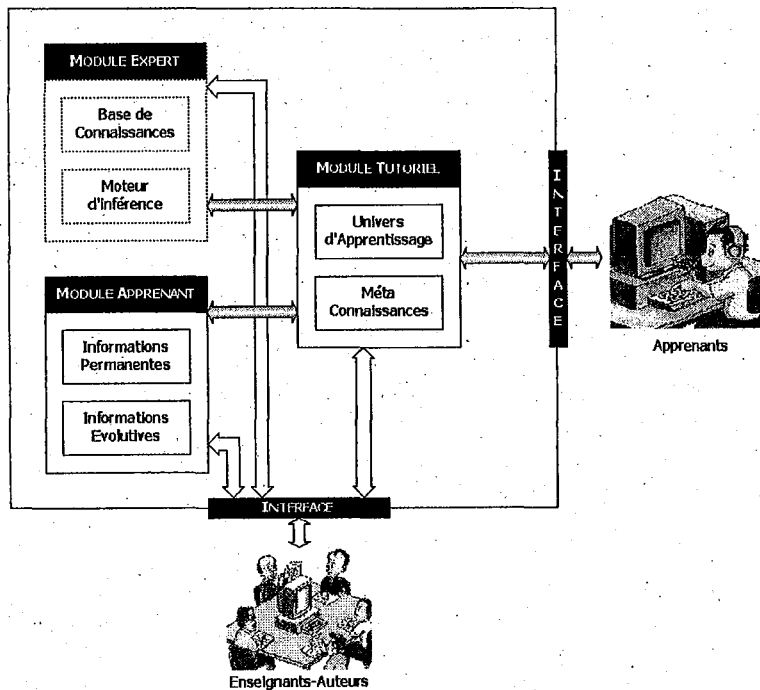 MODULE EXPERT
Base de
Connaissances
Moteur
d'Inférence
MODULE TUTORIEL
Univers
d'Apprentissage
Méta
Connaissances
MODULE APPRENANT
Informations
Permanentes
Informations
Evolutives
INTERFACE
Apprenants
INTERFACE
Enseignants-Auteurs